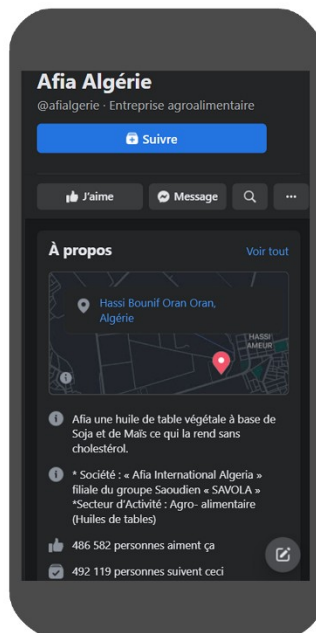 Afia Algérie
@afialgerie · Entreprise agroalimentaire
Suivre
J'aime
Message
À propos
Voir tout
Hassi Bounif Oran Oran,
Algérie
HASSI
AMEUR
Afia une huile de table végétale à base de
Soja et de Maïs ce qui la rend sans
cholestérol.
* Société : « Afia International Algeria »
filiale du groupe Saoudien « SAVOLA »
*Secteur d'Activité : Agro- alimentaire
(Huiles de tables)
486 582 personnes aiment ça
492 119 personnes suivent ceci